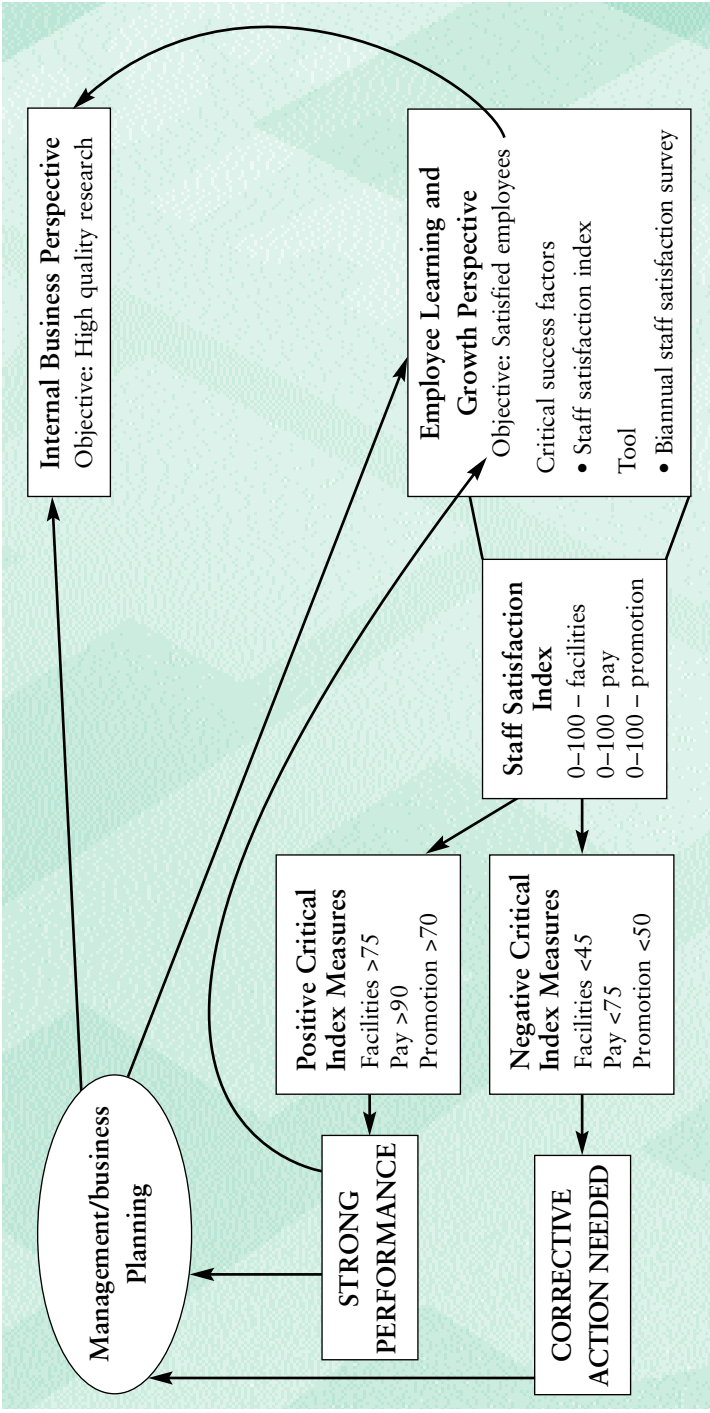 Management/business
Planning
Internal Business Perspective
Objective: High quality research
STRONG
PERFORMANCE
Positive Critical
Index Measures
Facilities >75
Pay >90
Promotion >70
CORRECTIVE
ACTION NEEDED
Negative Critical
Index Measures
Facilities <45
Pay <75
Promotion <50
Staff Satisfaction
Index
0–100 – facilities
0–100 – pay
0–100 – promotion
Employee Learning and
Growth Perspective
Objective: Satisfied employees
Critical success factors
• Staff satisfaction index
Tool
• Biannual staff satisfaction survey